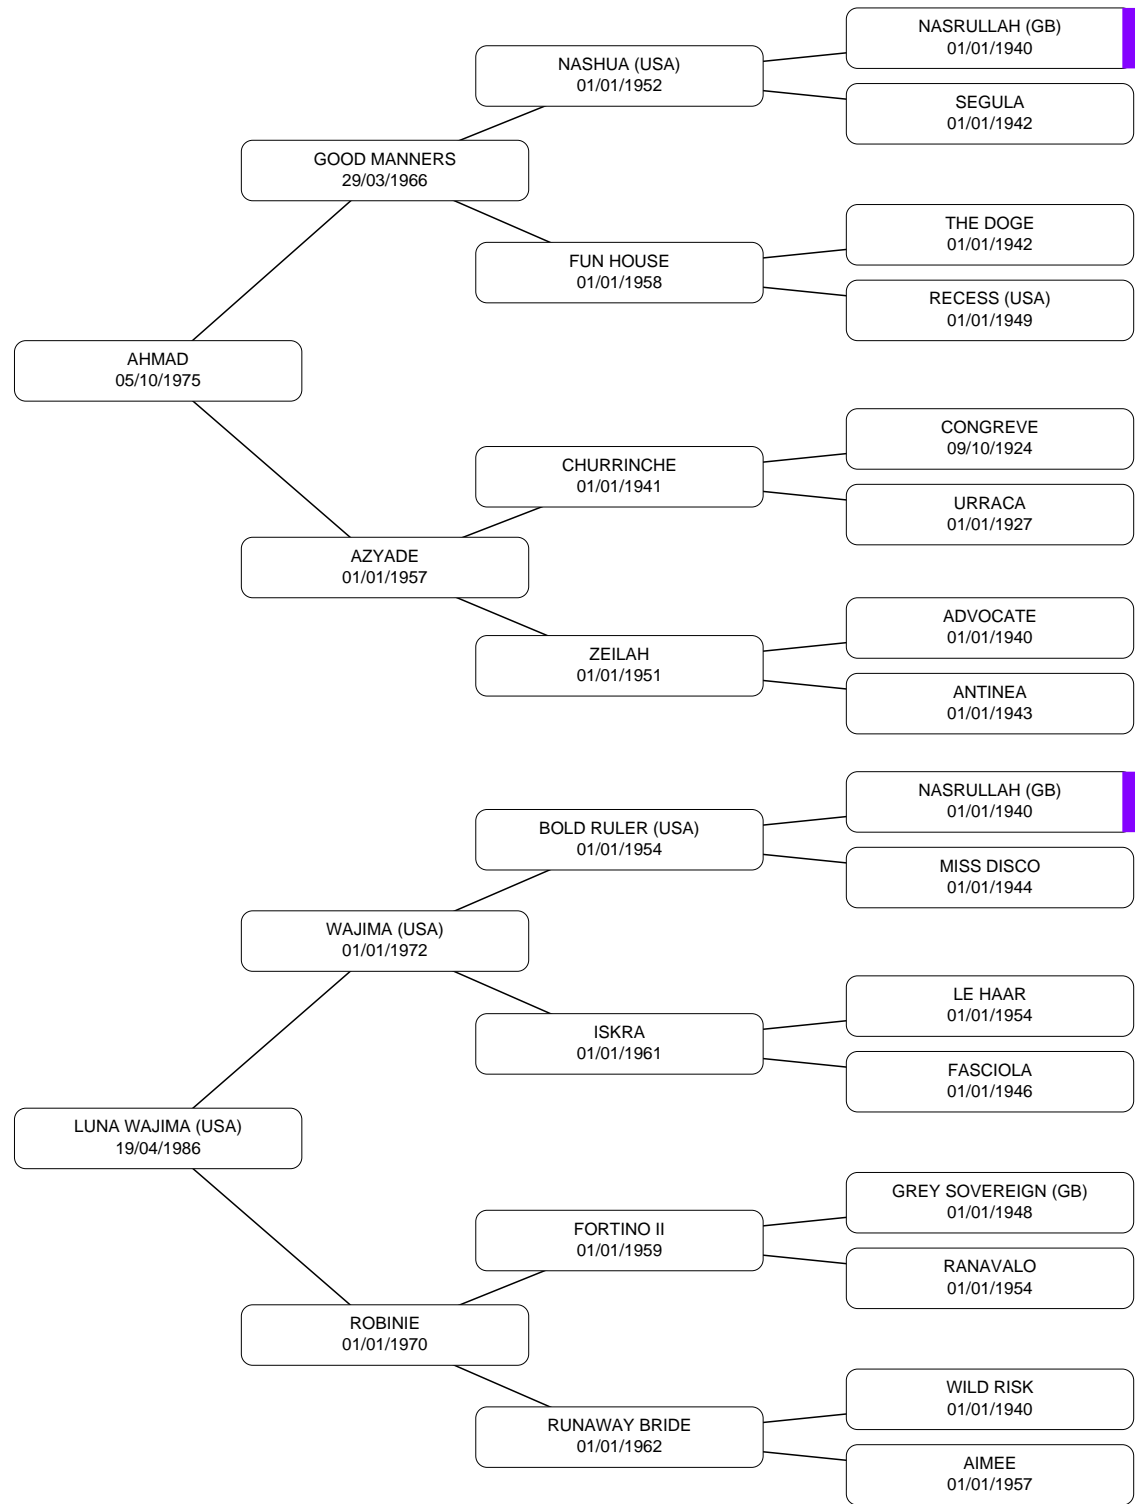 NASRULLAH (GB)
01/01/1940
NASHUA (USA)
01/01/1952
SEGULA
01/01/1942
GOOD MANNERS
29/03/1966
THE DOGE
01/01/1942
FUN HOUSE
01/01/1958
RECESS (USA)
01/01/1949
AHMAD
05/10/1975
CONGREVE
09/10/1924
CHURRINCHE
01/01/1941
URRACA
01/01/1927
AZYADE
01/01/1957
ADVOCATE
01/01/1940
ZEILAH
01/01/1951
ANTINEA
01/01/1943
NASRULLAH (GB)
01/01/1940
BOLD RULER (USA)
01/01/1954
MISS DISCO
01/01/1944
WAJIMA (USA)
01/01/1972
LE HAAR
01/01/1954
ISKRA
01/01/1961
FASCIOLA
01/01/1946
LUNA WAJIMA (USA)
19/04/1986
GREY SOVEREIGN (GB)
01/01/1948
FORTINO II
01/01/1959
RANAVALO
01/01/1954
ROBINIE
01/01/1970
WILD RISK
01/01/1940
RUNAWAY BRIDE
01/01/1962
AIMEE
01/01/1957